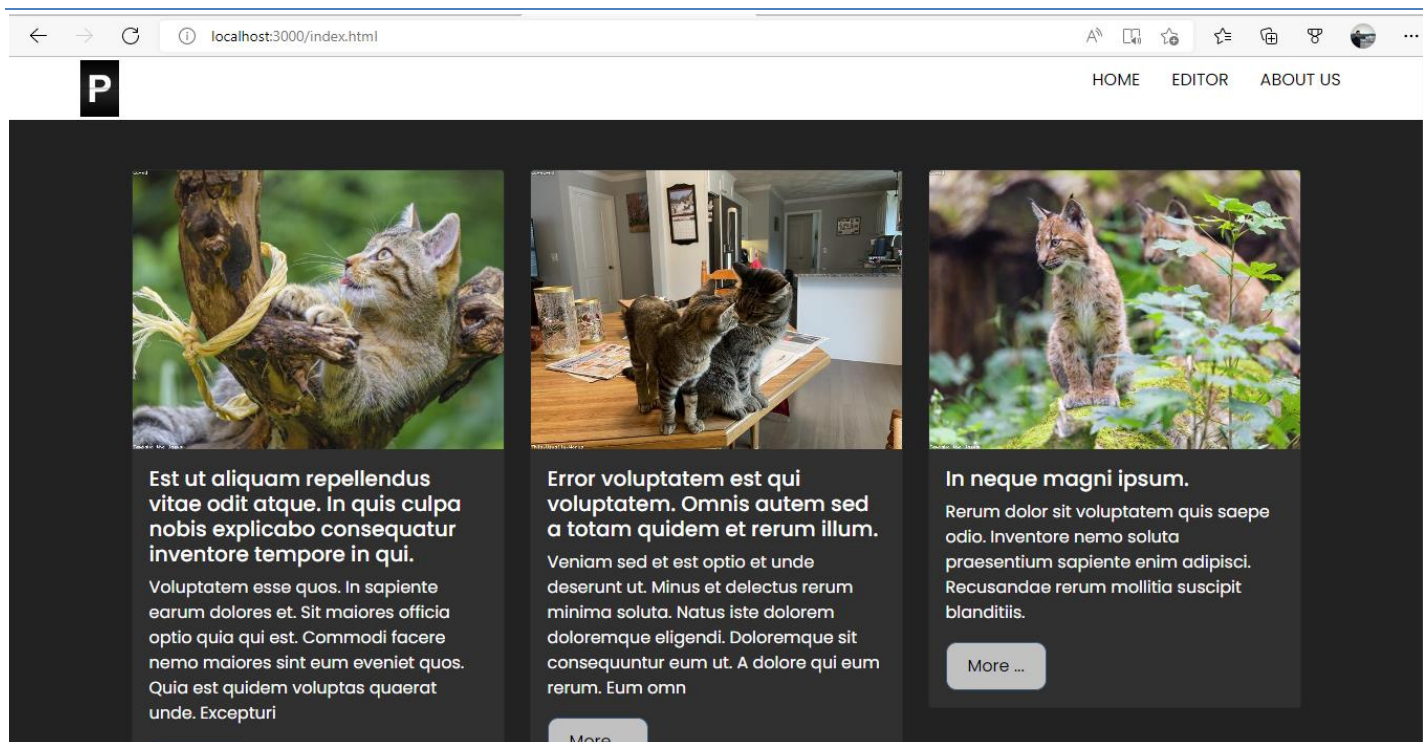 localhost:3000/index.html
P
HOME EDITOR ABOUT US
Est ut aliquam repellendus
vitae odit atque. In quis culpa
nobis explicabo consequatur
inventore tempore in qui.
Voluptatem esse quos. In sapiente
earum dolores et. Sit maiores officia
optio quia qui est. Commodi facere
nemo maiores sint eum eveniet quos.
Quia est quidem voluptas quaerat
unde. Excepturi
Error voluptatem est qui
voluptatem. Omnis autem sed
a totam quidem et rerum illum.
Veniam sed et est optio et unde
deserunt ut. Minus et delectus rerum
minima soluta. Natus iste dolorem
doloremque eligendi. Doloremque sit
consequuntur eum ut. A dolore qui eum
rerum. Eum omn
More
In neque magni ipsum.
Rerum dolor sit voluptatem quis saepe
odio. Inventore nemo soluta
praesentium sapiente enim adipisci.
Recusandae rerum mollitia suscipit
blanditiis.
More ...